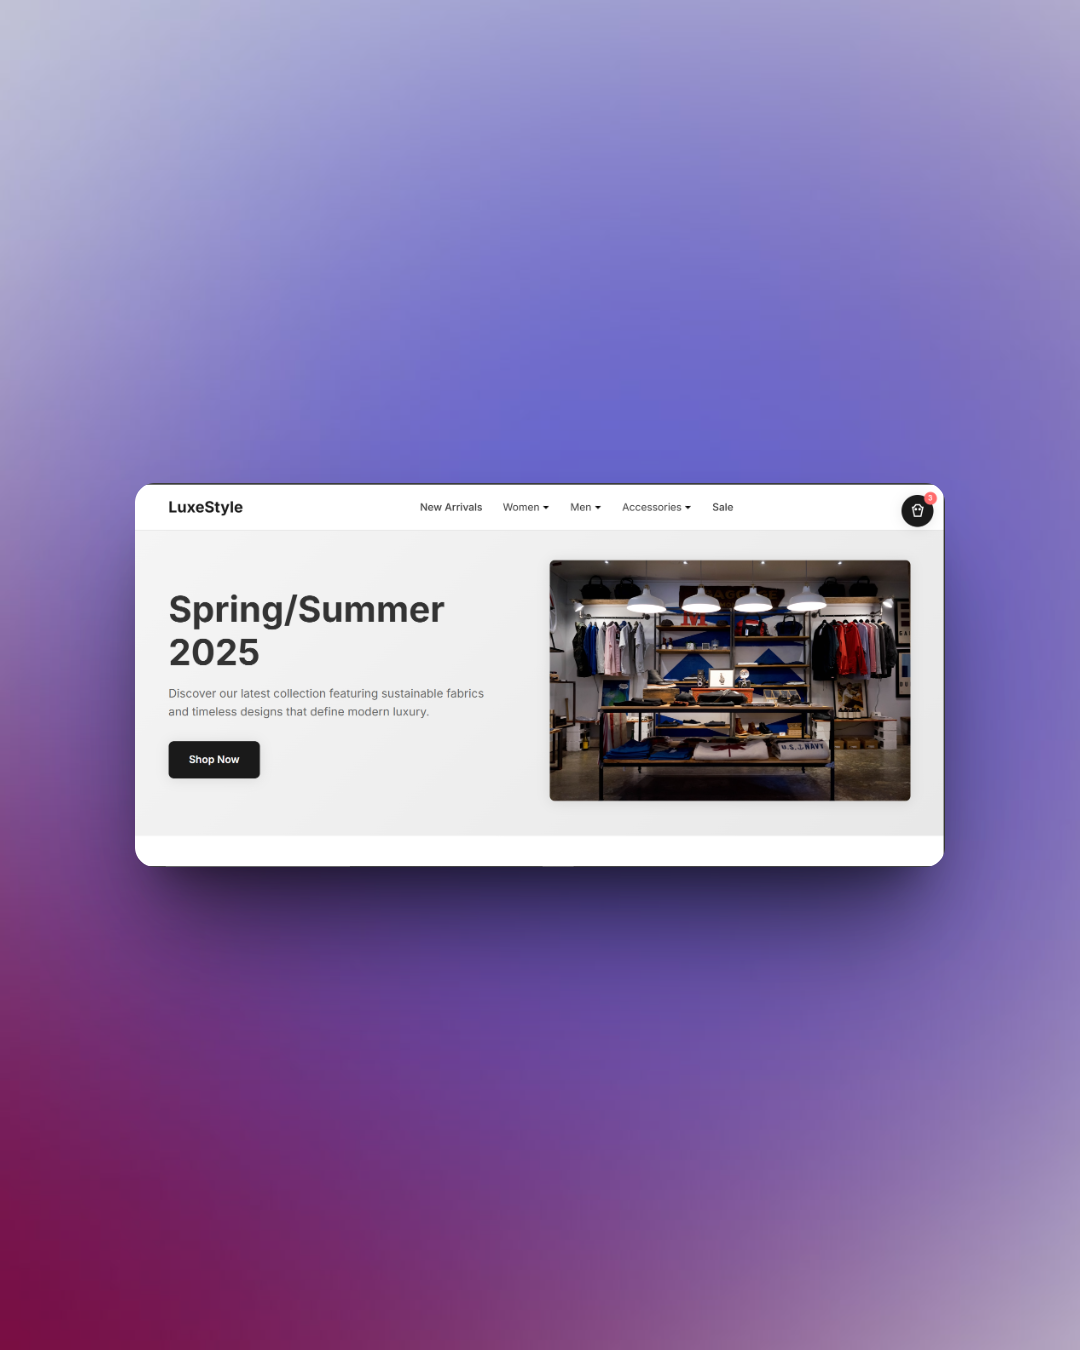 LuxeStyle
New Arrivals Women Men Accessories Sale
3
Spring/Summer
2025
Discover our latest collection featuring sustainable fabrics
and timeless designs that define modern luxury.
Shop Now
M
U.S. NAVY